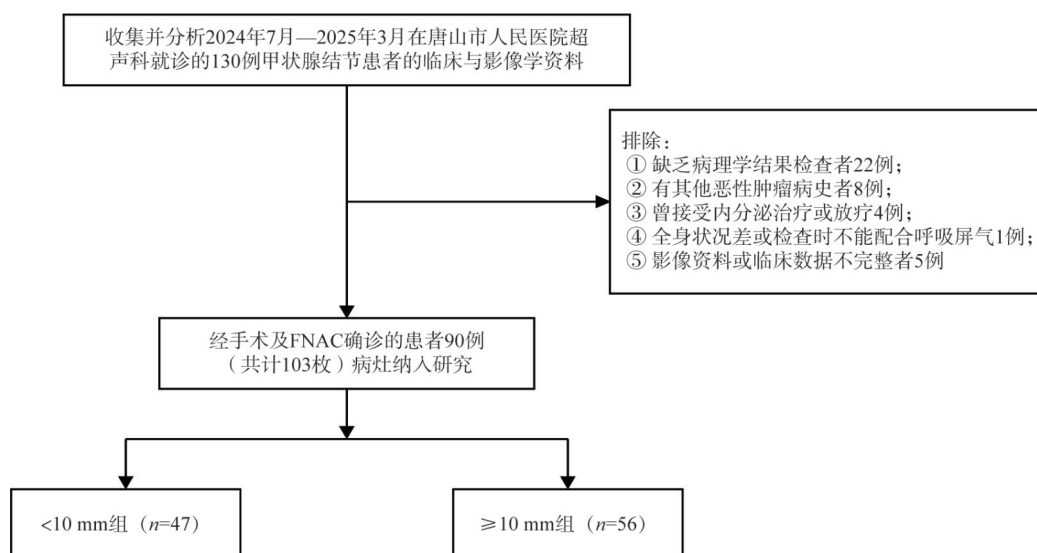 收集并分析2024年7月—2025年3月在唐山市人民医院超
声科就诊的130例甲状腺结节患者的临床与影像学资料
排除：
① 缺乏病理学结果检查者22例；
② 有其他恶性肿瘤病史者8例；
③ 曾接受内分泌治疗或放疗4例；
④ 全身状况差或检查时不能配合呼吸屏气1例；
⑤ 影像资料或临床数据不完整者5例
经手术及FNAC确诊的患者90例
（共计103枚）病灶纳入研究
<10 mm组（n=47）
≥10 mm组（n=56）